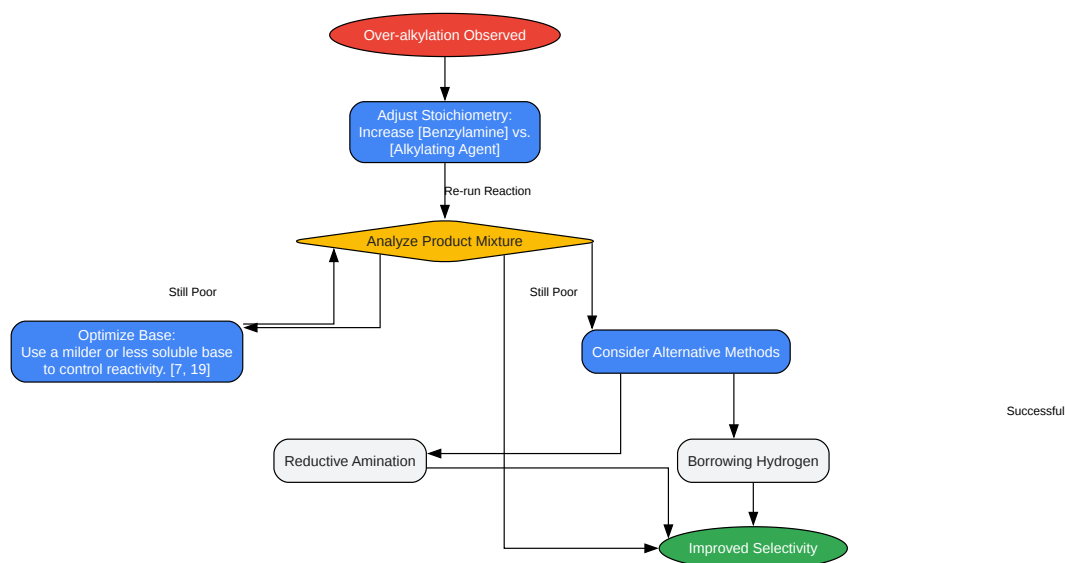 Over-alkylation Observed
Adjust Stoichiometry:
Increase [Benzylamine] vs.
[Alkylating Agent]
Re-run Reaction
Analyze Product Mixture
Still Poor
Still Poor
Optimize Base:
Use a milder or less soluble base
to control reactivity. [7, 19]
Consider Alternative Methods
Successful
Reductive Amination
Borrowing Hydrogen
Improved Selectivity